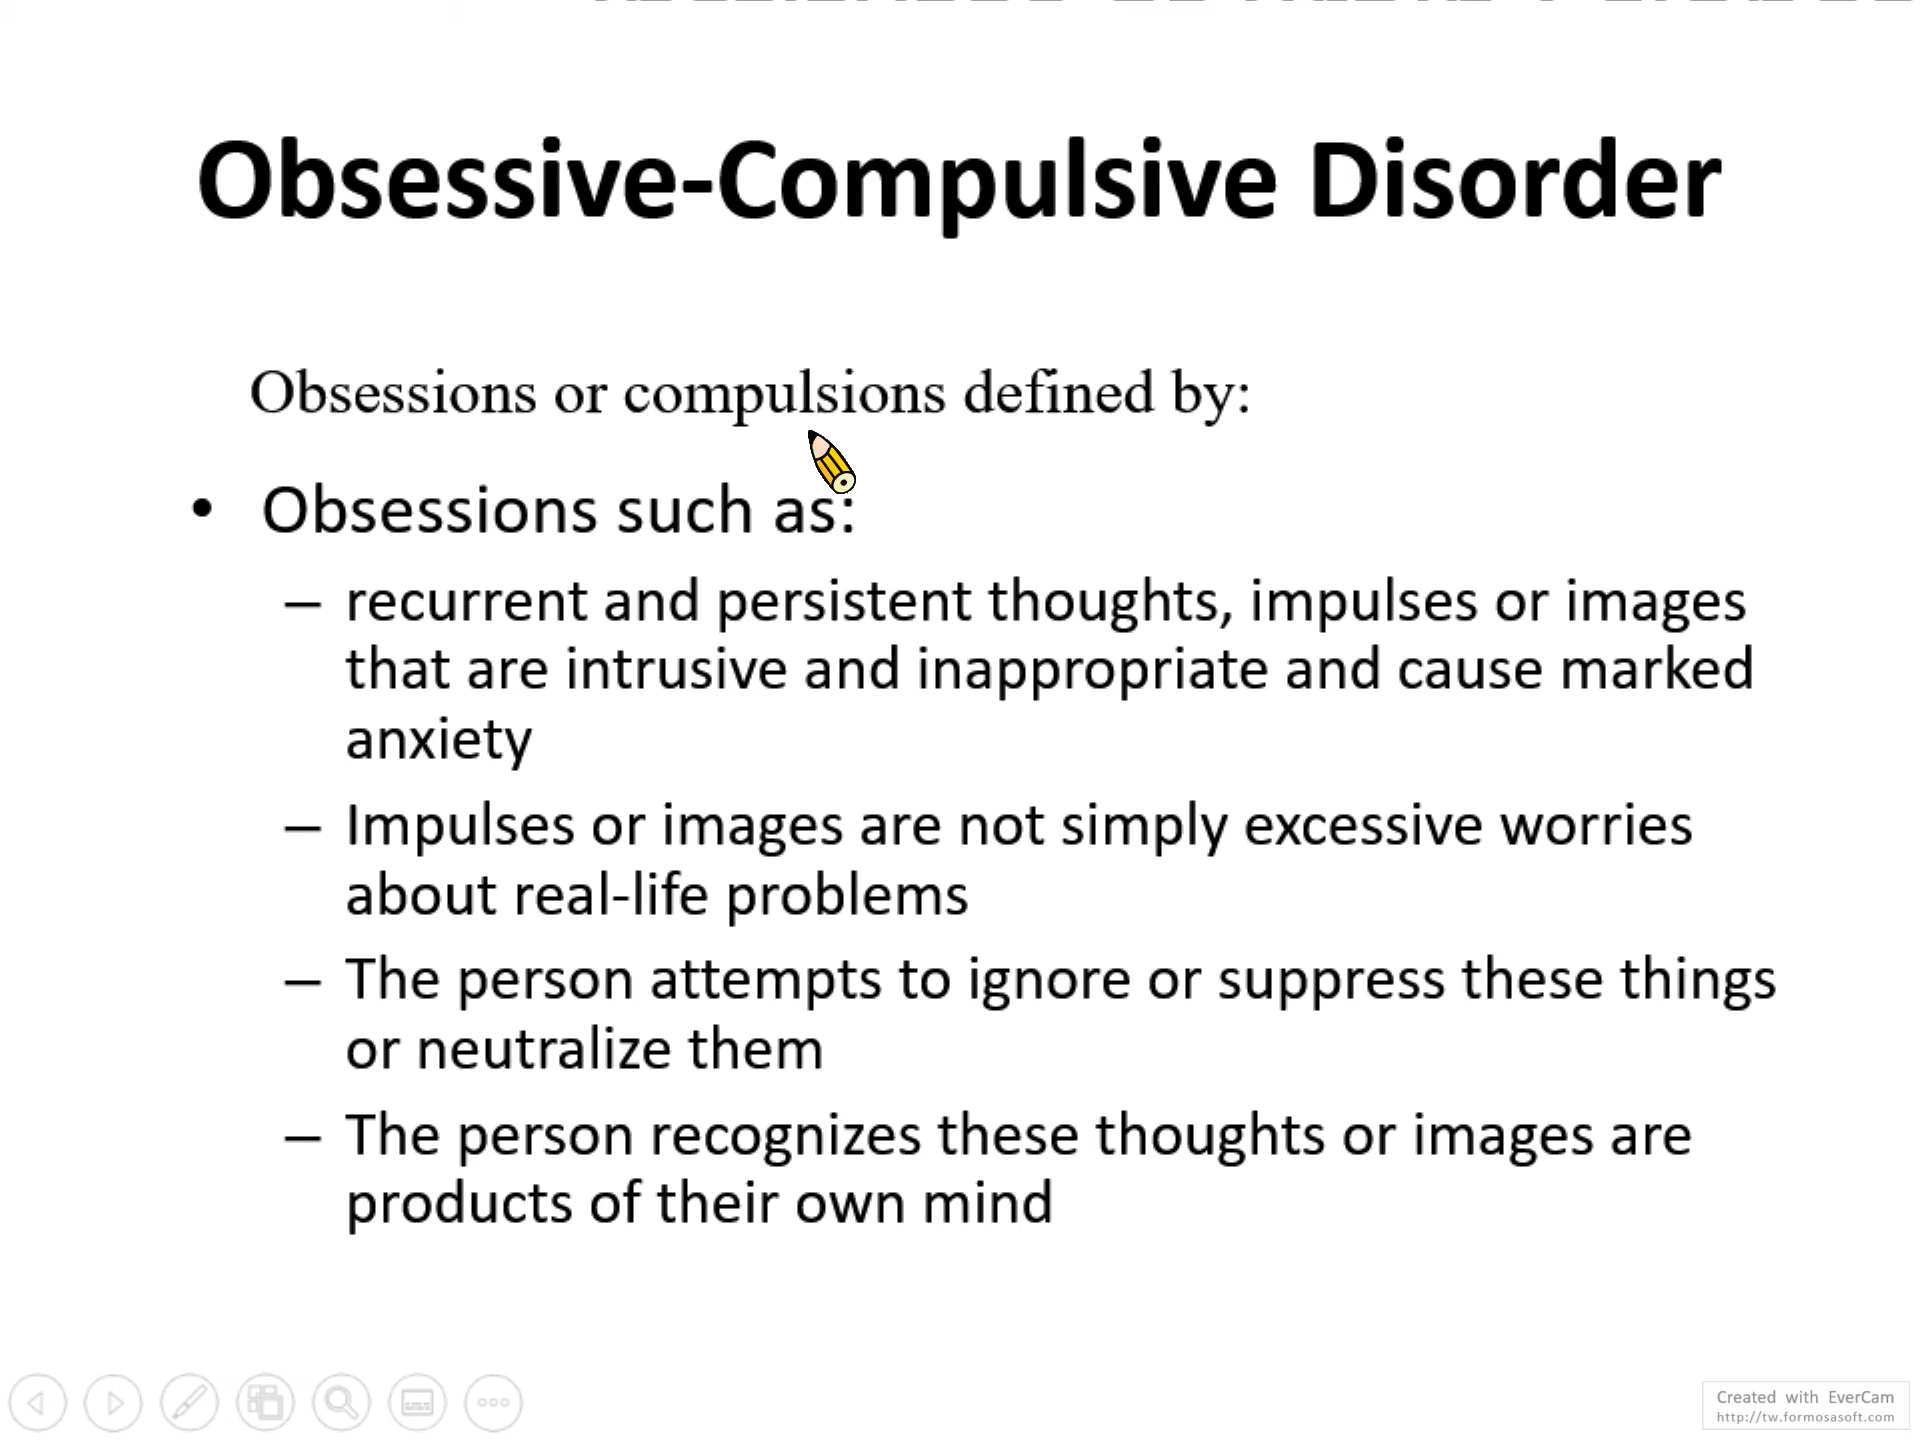 Obsessive-Compulsive Disorder
Obsessions or compulsions defined by:
• Obsessions such as:
– recurrent and persistent thoughts, impulses or images
that are intrusive and inappropriate and cause marked
anxiety
– Impulses or images are not simply excessive worries
about real-life problems
– The person attempts to ignore or suppress these things
or neutralize them
– The person recognizes these thoughts or images are
products of their own mind
Created with EverCam
http://tw.formosasoft.com